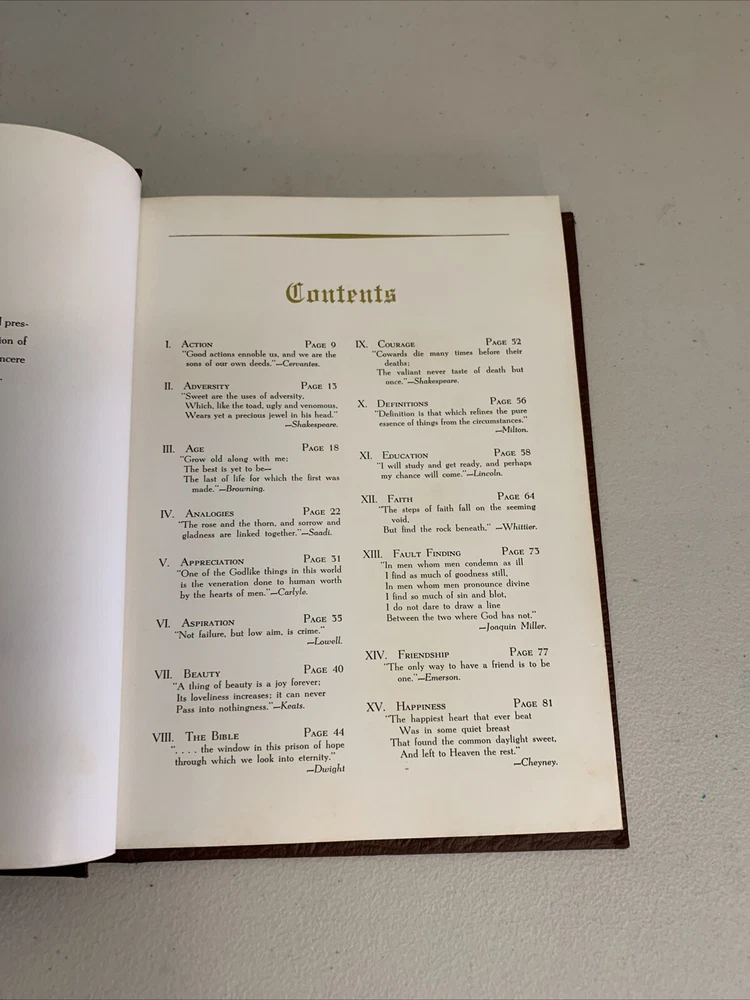 pres-
ion of
ncere
Contents
I. ACTION PAGE 9
"Good actions ennoble us, and we are the
sons of our own deeds."—Cervantes.
II. ADVERSITY PAGE 13
"Sweet are the uses of adversity,
Which, like the toad, ugly and venomous,
Wears yet a precious jewel in his head."
—Shakespeare.
III. AGE PAGE 18
"Grow old along with me;
The best is yet to be—
The last of life for which the first was
made."—Browning.
IV. ANALOGIES PAGE 22
"The rose and the thorn, and sorrow and
gladness are linked together."—Saadi.
V. APPRECIATION PAGE 31
"One of the Godlike things in this world
is the veneration done to human worth
by the hearts of men."—Carlyle.
VI. ASPIRATION PAGE 35
"Not failure, but low aim, is crime."
—Lowell.
VII. BEAUTY PAGE 40
"A thing of beauty is a joy forever;
Its loveliness increases; it can never
Pass into nothingness."—Keats.
VIII. THE BIBLE PAGE 44
". . . . the window in this prison of hope
through which we look into eternity."
—Dwight
IX. COURAGE PAGE 52
"Cowards die many times before their
deaths;
The valiant never taste of death but
once."—Shakespeare.
X. DEFINITIONS PAGE 56
"Definition is that which refines the pure
essence of things from the circumstances."
—Milton.
XI. EDUCATION PAGE 58
"I will study and get ready, and perhaps
my chance will come."—Lincoln.
XII. FAITH PAGE 64
"The steps of faith fall on the seeming
void,
But find the rock beneath." —Whittier.
XIII. FAULT FINDING PAGE 73
"In men whom men condemn as ill
I find as much of goodness still,
In men whom men pronounce divine
I find so much of sin and blot,
I do not dare to draw a line
Between the two where God has not."
—Joaquin Miller.
XIV. FRIENDSHIP PAGE 77
"The only way to have a friend is to be
one."—Emerson.
XV. HAPPINESS PAGE 81
"The happiest heart that ever beat
Was in some quiet breast
That found the common daylight sweet,
And left to Heaven the rest."
—Cheyney.